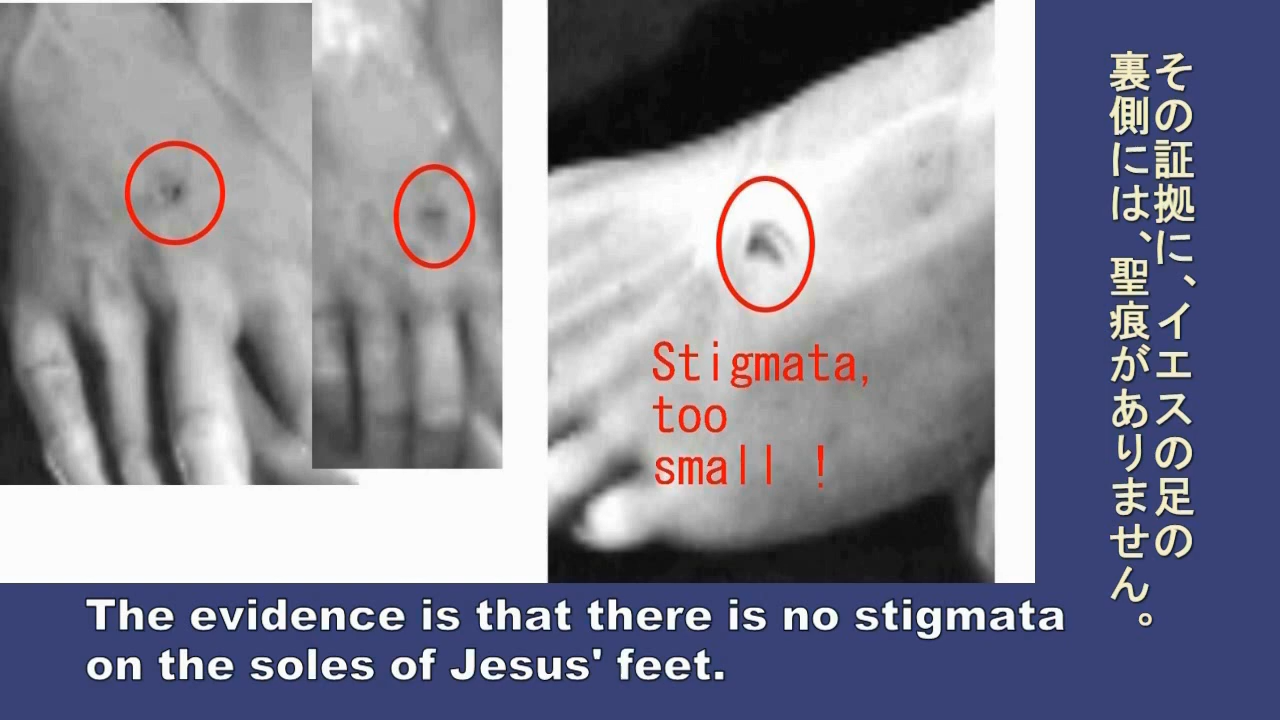 Stigmata,
too
small !
その証拠に、イエスの足の
裏側には、聖痕がありません。
The evidence is that there is no stigmata
on the soles of Jesus' feet.